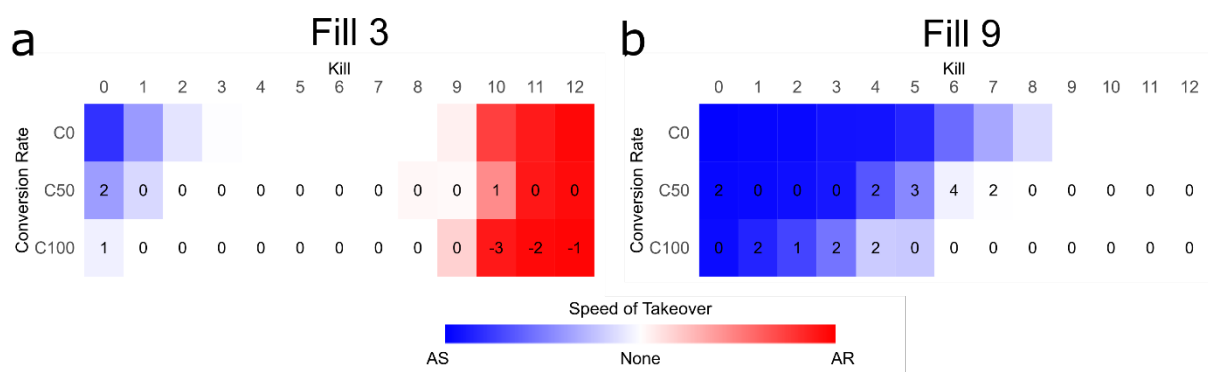 a Fill 3
Kill
0 1 2 3 4 5 6 7 8 9 10 11 12
Conversion Rate
C0
C50 2 0 0 0 0 0 0 0 0 0 1 0 0
C100 1 0 0 0 0 0 0 0 0 0 -3 -2 -1
b Fill 9
Kill
0 1 2 3 4 5 6 7 8 9 10 11 12
Conversion Rate
C0
C50 2 0 0 0 2 3 4 2 0 0 0 0 0
C100 0 2 1 2 2 0 0 0 0 0 0 0 0
Speed of Takeover
AS None AR